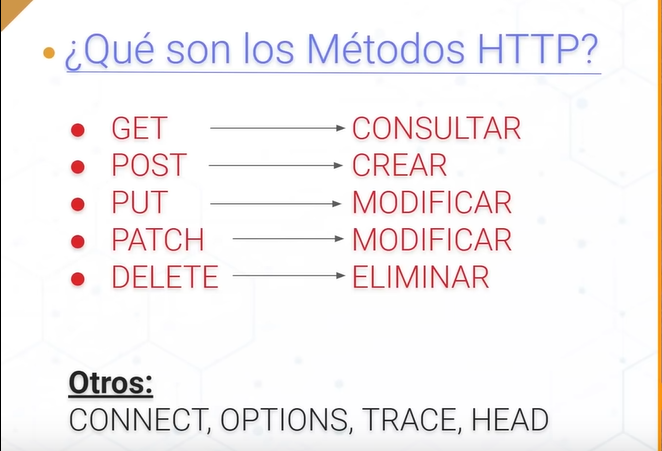 ¿Qué son los Métodos HTTP?
GET CONSULTAR
POST CREAR
PUT MODIFICAR
PATCH MODIFICAR
DELETE ELIMINAR
Otros:
CONNECT, OPTIONS, TRACE, HEAD